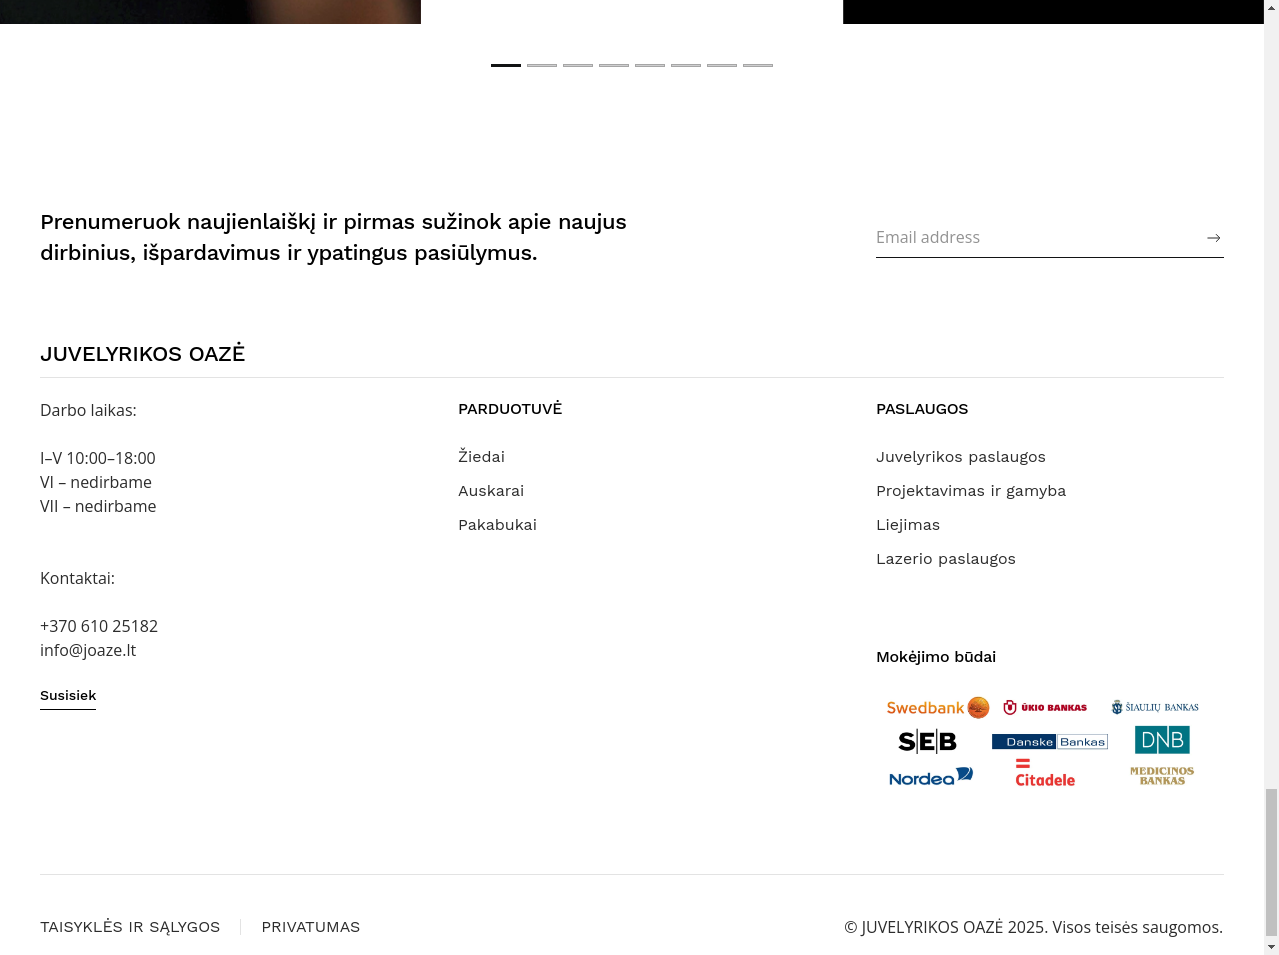 Prenumeruok naujienlaiškį ir pirmas sužinok apie naujus
dirbinius, išpardavimus ir ypatingus pasiūlymus.
Email address
JUVELYRIKOS OAZĖ
Darbo laikas:
I–V 10:00–18:00
VI – nedirbame
VII – nedirbame
Kontaktai:
+370 610 25182
info@joaze.lt
Susisiek
PARDUOTUVĖ
Žiedai
Auskarai
Pakabukai
PASLAUGOS
Juvelyrikos paslaugos
Projektavimas ir gamyba
Liejimas
Lazerio paslaugos
Mokėjimo būdai
Swedbank ŪKIO BANKAS ŠIAULIŲ BANKAS
SEB Danske Bankas DNB
Nordea Citadele MEDICINOS
BANKAS
TAISYKLĖS IR SĄLYGOS PRIVATUMAS
© JUVELYRIKOS OAZĖ 2025. Visos teisės saugomos.